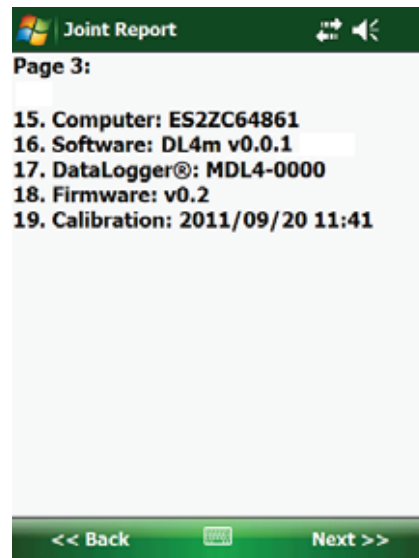 Joint Report
Page 3:
15. Computer: ES2ZC64861
16. Software: DL4m v0.0.1
17. DataLogger®: MDL4-0000
18. Firmware: v0.2
19. Calibration: 2011/09/20 11:41
<< Back Next >>